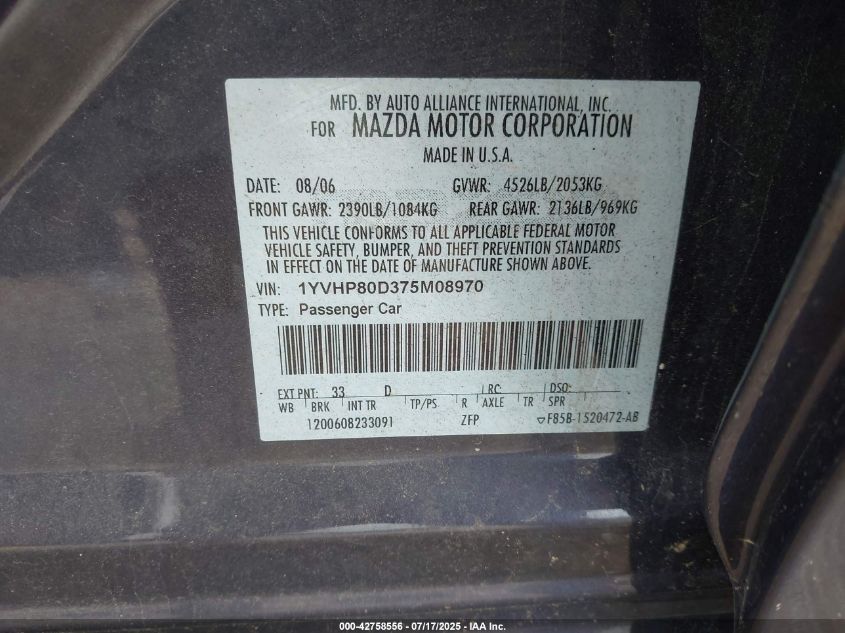 MFD. BY AUTO ALLIANCE INTERNATIONAL, INC.
FOR MAZDA MOTOR CORPORATION
MADE IN U.S.A.
DATE: 08/06 GVWR: 4526LB/2053KG
FRONT GAWR: 2390LB/1084KG REAR GAWR: 2136LB/969KG
THIS VEHICLE CONFORMS TO ALL APPLICABLE FEDERAL MOTOR
VEHICLE SAFETY, BUMPER, AND THEFT PREVENTION STANDARDS
IN EFFECT ON THE DATE OF MANUFACTURE SHOWN ABOVE.
VIN: 1YVHP80D375M08970
TYPE: Passenger Car
EXT PNT: 33 D RC: DSO:
WB BRK INT TR TP/PS R AXLE TR SPR
1200608233091 ZFP ▽F85B-1520472-AB
000-42758556 / 07/17/2025 - IAA Inc.